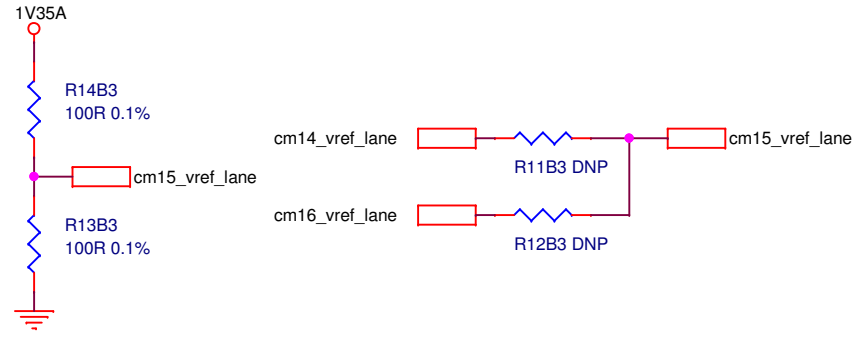 1V35A
R14B3
100R 0.1%
cm15_vref_lane
R13B3
100R 0.1%
cm14_vref_lane
R11B3 DNP
cm15_vref_lane
cm16_vref_lane
R12B3 DNP